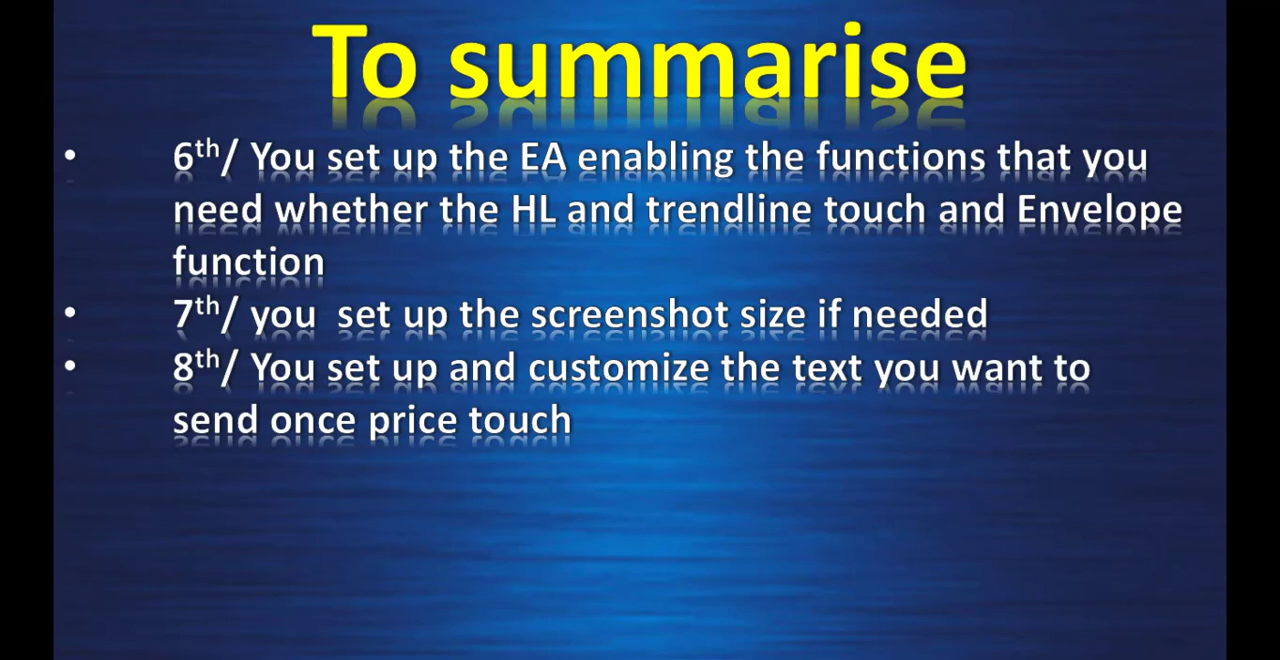 To summarise
• 6th/ You set up the EA enabling the functions that you
need whether the HL and trendline touch and Envelope
function
• 7th/ you  set up the screenshot size if needed
• 8th/ You set up and customize the text you want to
send once price touch